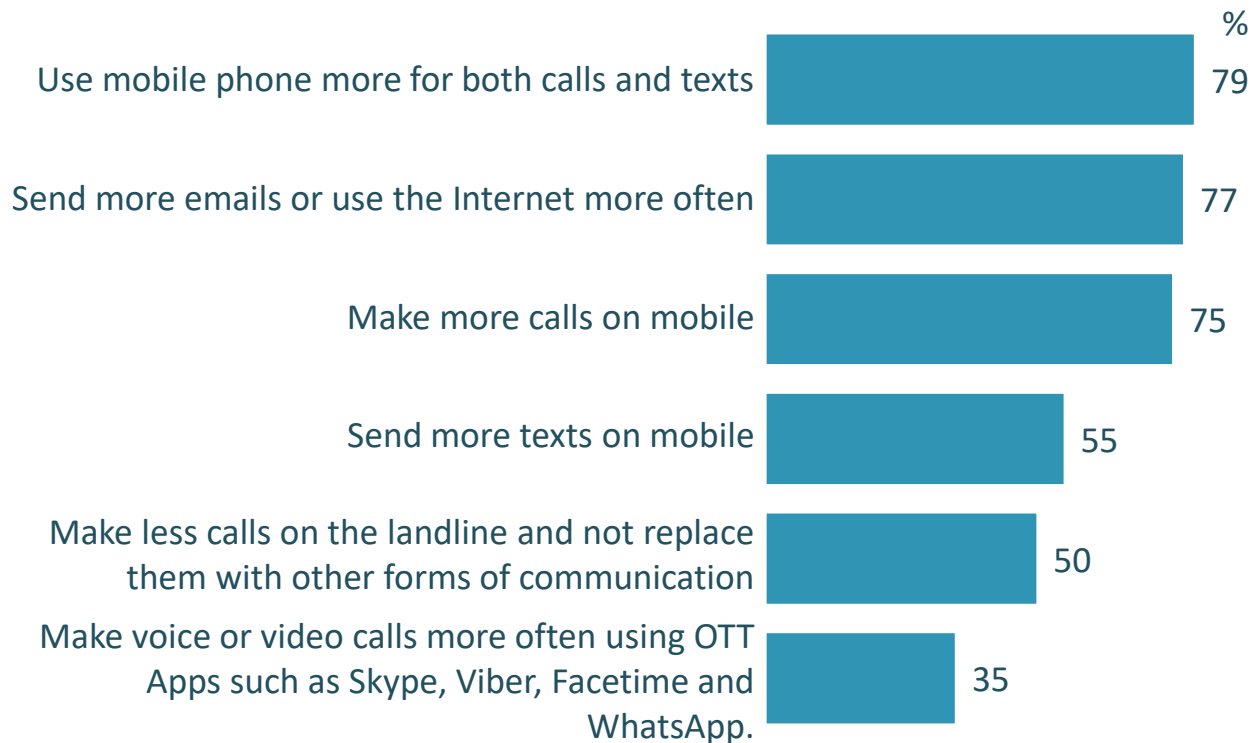 %
Use mobile phone more for both calls and texts 79
Send more emails or use the Internet more often 77
Make more calls on mobile 75
Send more texts on mobile 55
Make less calls on the landline and not replace
them with other forms of communication 50
Make voice or video calls more often using OTT
Apps such as Skype, Viber, Facetime and 35
WhatsApp.